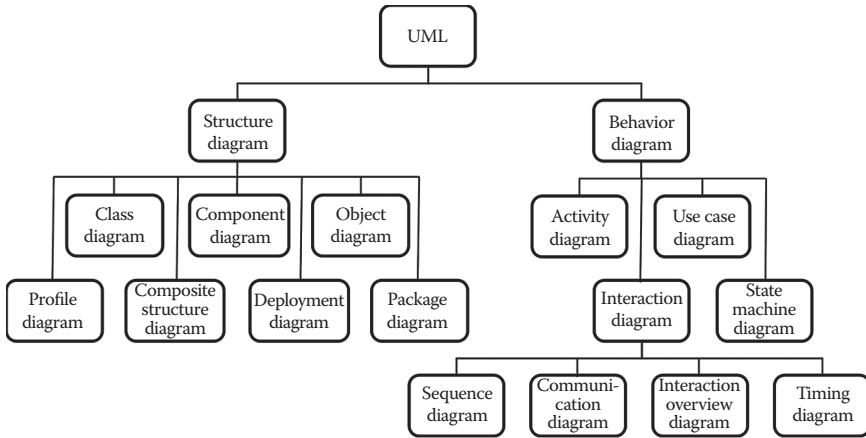 UML
Structure
diagram
Behavior
diagram
Class
diagram
Component
diagram
Object
diagram
Activity
diagram
Use case
diagram
Profile
diagram
Composite
structure
diagram
Deployment
diagram
Package
diagram
Interaction
diagram
State
machine
diagram
Sequence
diagram
Communi-
cation
diagram
Interaction
overview
diagram
Timing
diagram